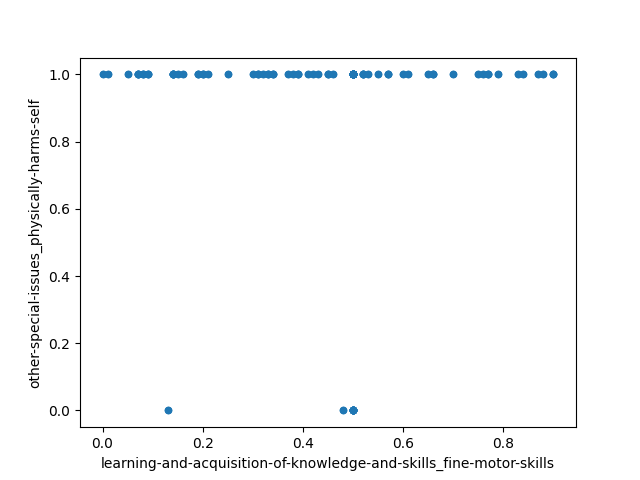 1.0
0.8
0.6
0.4
0.2
0.0
other-special-issues_physically-harms-self
0.0 0.2 0.4 0.6 0.8
learning-and-acquisition-of-knowledge-and-skills_fine-motor-skills